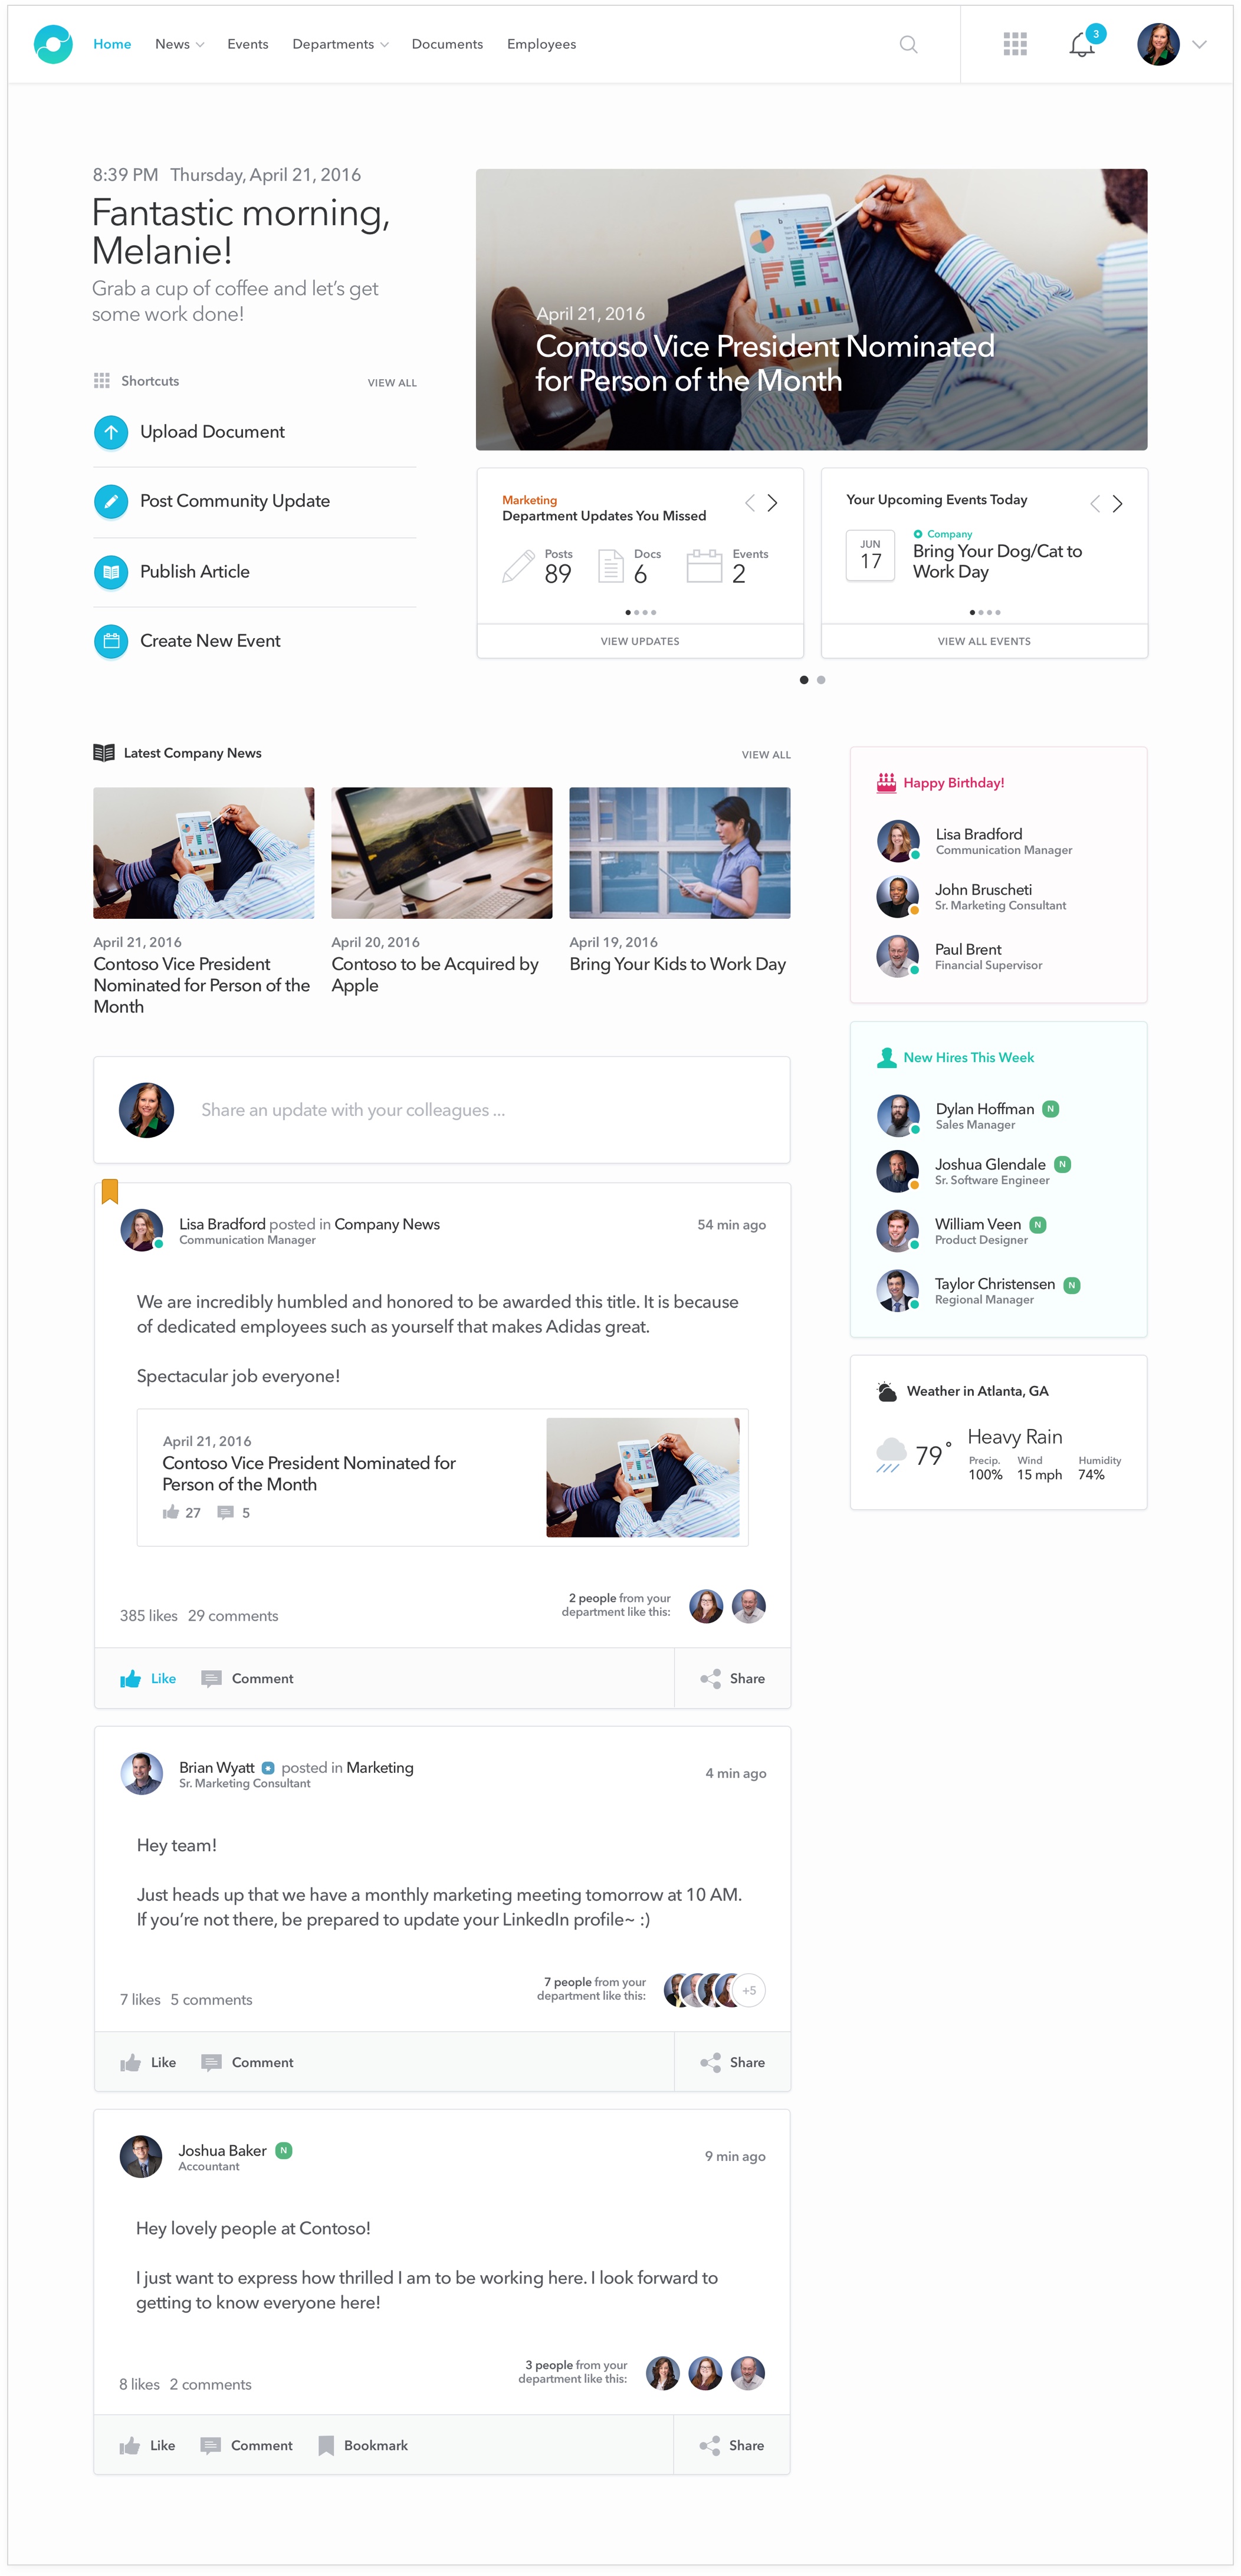 Home News Events Departments Documents Employees
3
8:39 PM Thursday, April 21, 2016
Fantastic morning,
Melanie!
Grab a cup of coffee and let's get
some work done!
Shortcuts VIEW ALL
Upload Document
Post Community Update
Publish Article
Create New Event
April 21, 2016
Contoso Vice President Nominated
for Person of the Month
Marketing
Department Updates You Missed
Posts Docs Events
89 6 2
VIEW UPDATES
Your Upcoming Events Today
JUN
17
Company
Bring Your Dog/Cat to
Work Day
VIEW ALL EVENTS
Latest Company News VIEW ALL
April 21, 2016
Contoso Vice President
Nominated for Person of the
Month
April 20, 2016
Contoso to be Acquired by
Apple
April 19, 2016
Bring Your Kids to Work Day
Share an update with your colleagues ...
Lisa Bradford posted in Company News
Communication Manager
54 min ago
We are incredibly humbled and honored to be awarded this title. It is because
of dedicated employees such as yourself that makes Adidas great.
Spectacular job everyone!
April 21, 2016
Contoso Vice President Nominated for
Person of the Month
27 5
385 likes 29 comments
2 people from your
department like this:
Like Comment Share
Brian Wyatt posted in Marketing
Sr. Marketing Consultant
4 min ago
Hey team!
Just heads up that we have a monthly marketing meeting tomorrow at 10 AM.
If you're not there, be prepared to update your LinkedIn profile~ :)
7 likes 5 comments
7 people from your
department like this:
+5
Like Comment Share
Joshua Baker N
Accountant
9 min ago
Hey lovely people at Contoso!
I just want to express how thrilled I am to be working here. I look forward to
getting to know everyone here!
8 likes 2 comments
3 people from your
department like this:
Like Comment Bookmark Share
Happy Birthday!
Lisa Bradford
Communication Manager
John Bruscheti
Sr. Marketing Consultant
Paul Brent
Financial Supervisor
New Hires This Week
Dylan Hoffman N
Sales Manager
Joshua Glendale N
Sr. Software Engineer
William Veen N
Product Designer
Taylor Christensen N
Regional Manager
Weather in Atlanta, GA
79°
Heavy Rain
Precip. Wind Humidity
100% 15 mph 74%